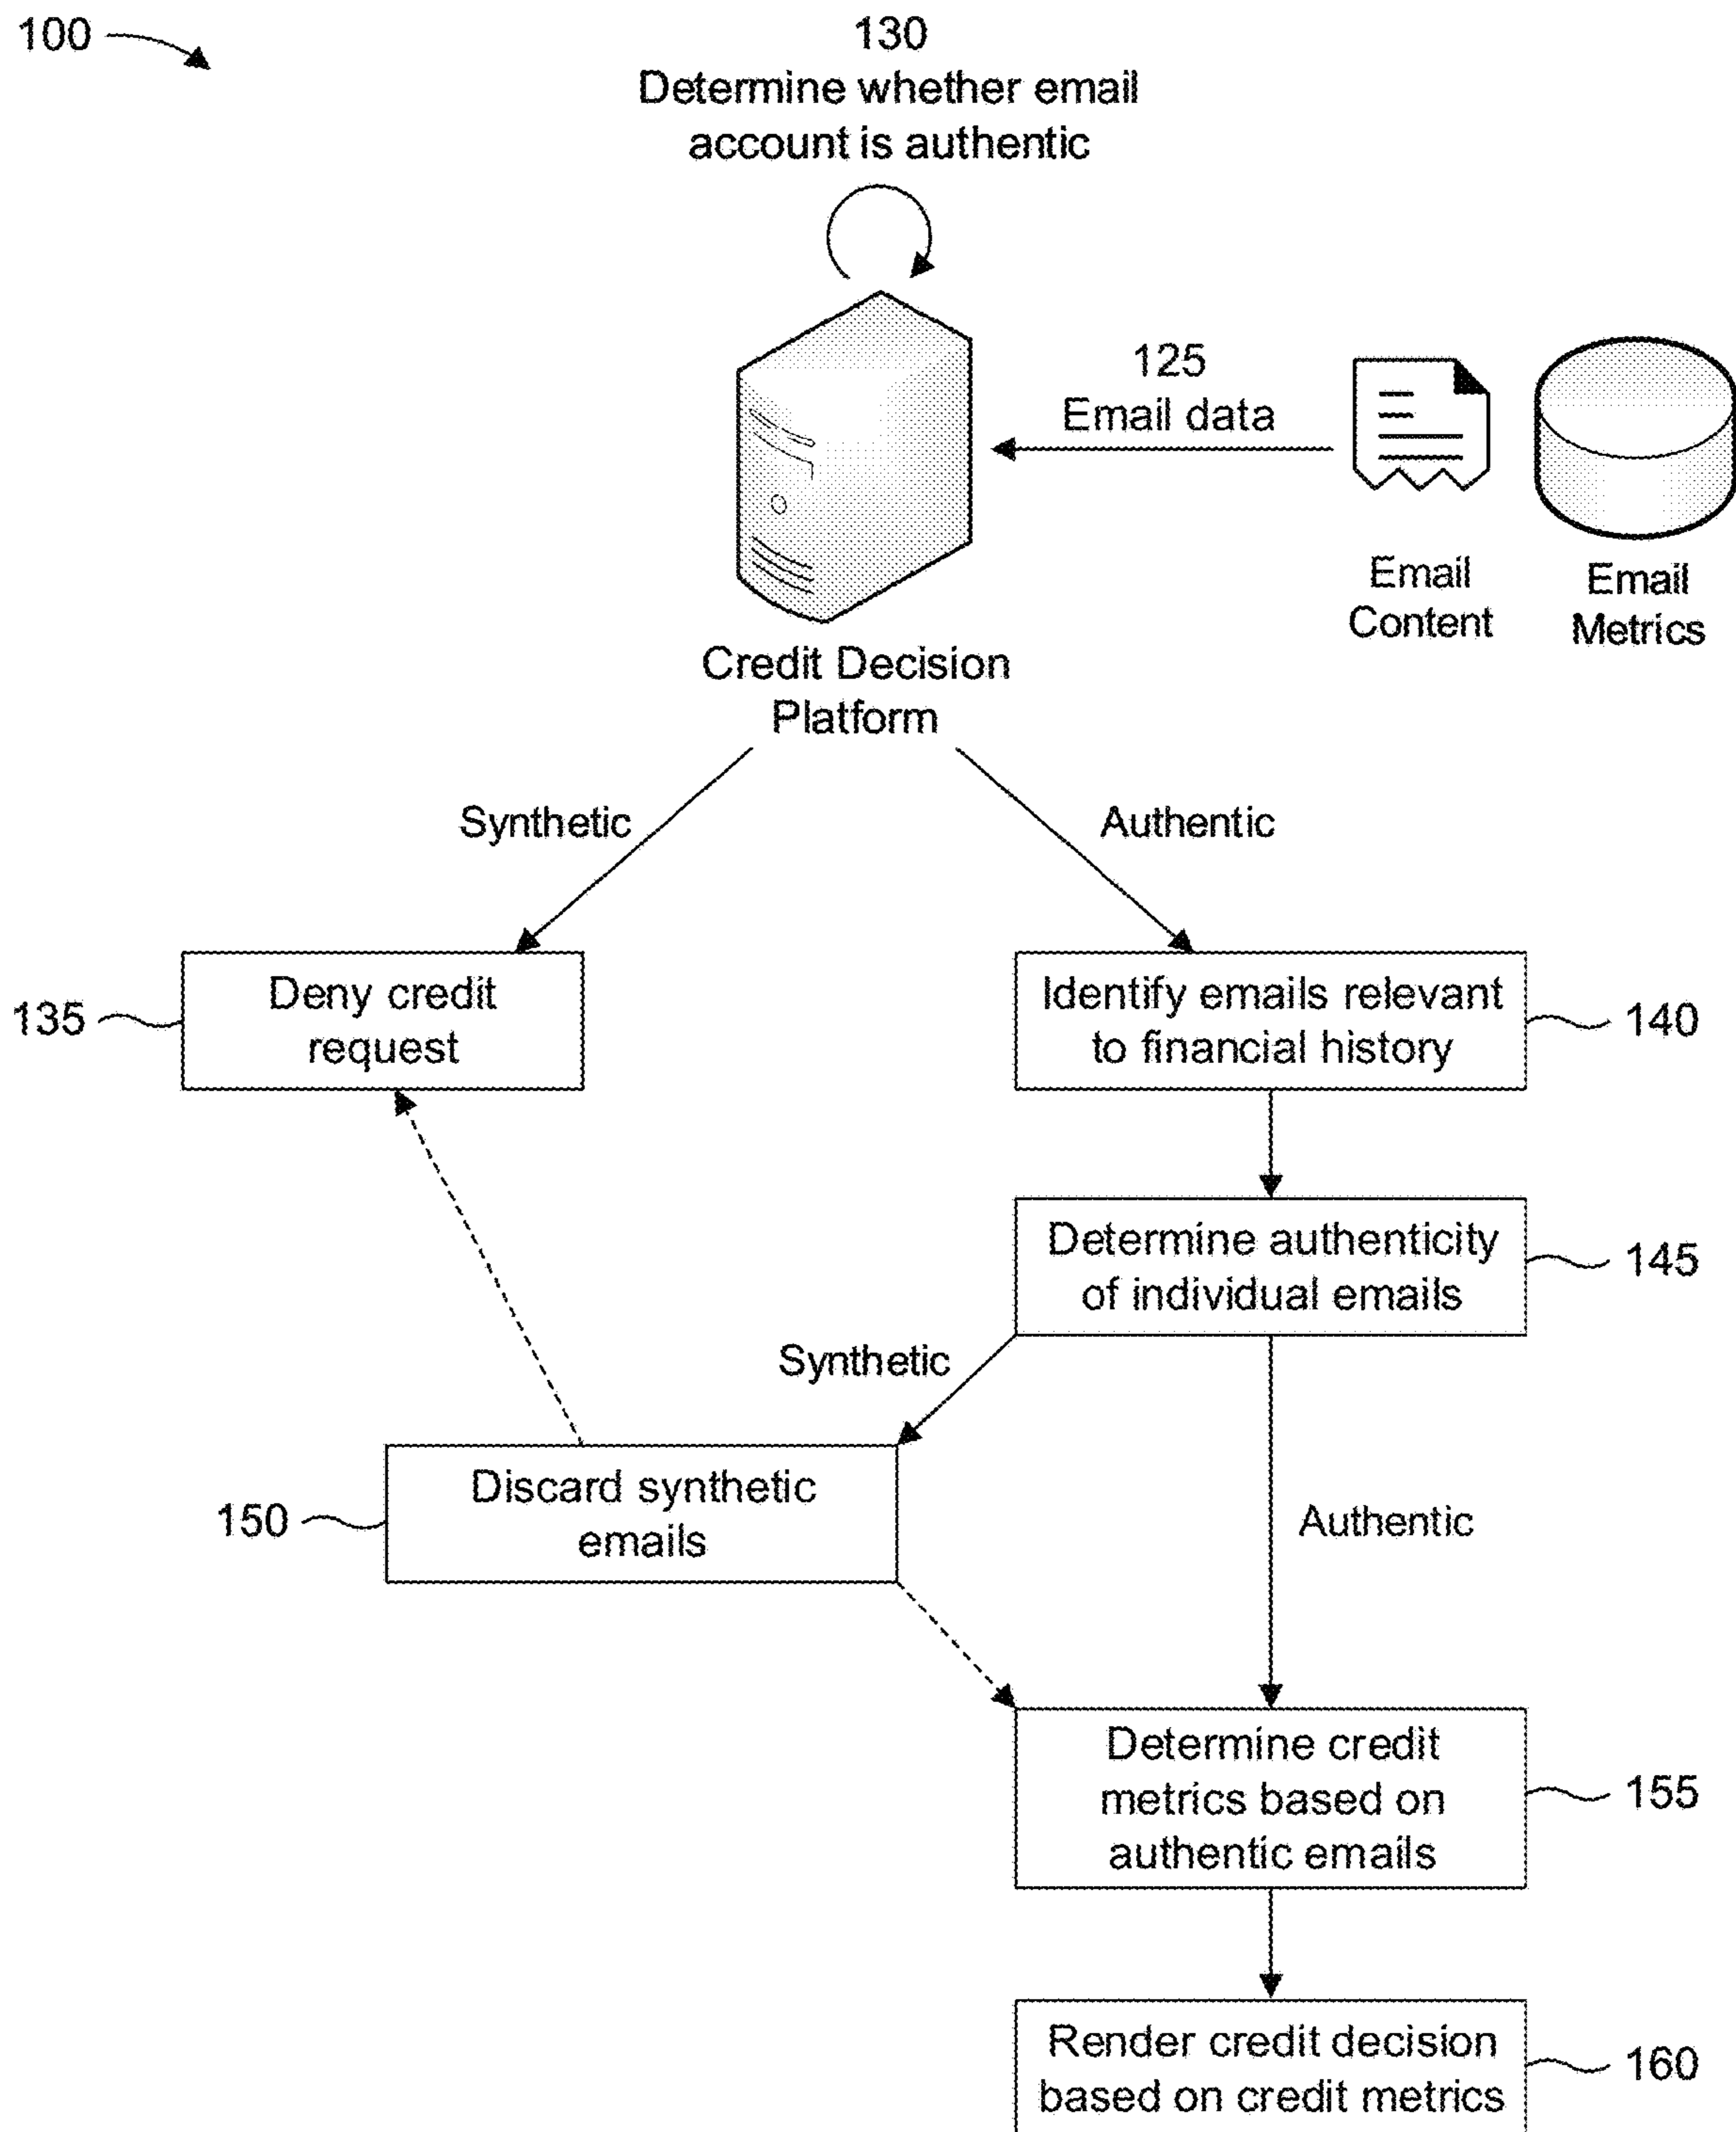 100
130
Determine whether email
account is authentic
125
Email data
Email
Content
Email
Metrics
Credit Decision
Platform
Synthetic
Authentic
135
Deny credit
request
Identify emails relevant
to financial history
140
Determine authenticity
of individual emails
145
Synthetic
150
Discard synthetic
emails
Authentic
Determine credit
metrics based on
authentic emails
155
Render credit decision
based on credit metrics
160